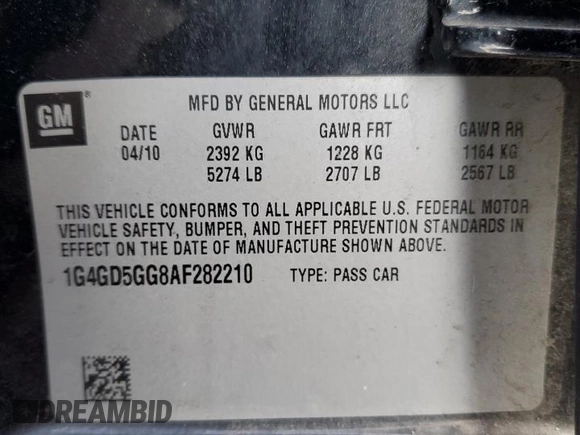 GM ®
MFD BY GENERAL MOTORS LLC
DATE GVWR GAWR FRT GAWR RR
04/10 2392 KG 1228 KG 1164 KG
5274 LB 2707 LB 2567 LB
THIS VEHICLE CONFORMS TO ALL APPLICABLE U.S. FEDERAL MOTOR
VEHICLE SAFETY, BUMPER, AND THEFT PREVENTION STANDARDS IN
EFFECT ON THE DATE OF MANUFACTURE SHOWN ABOVE.
1G4GD5GG8AF282210 TYPE: PASS CAR
DREAMBID